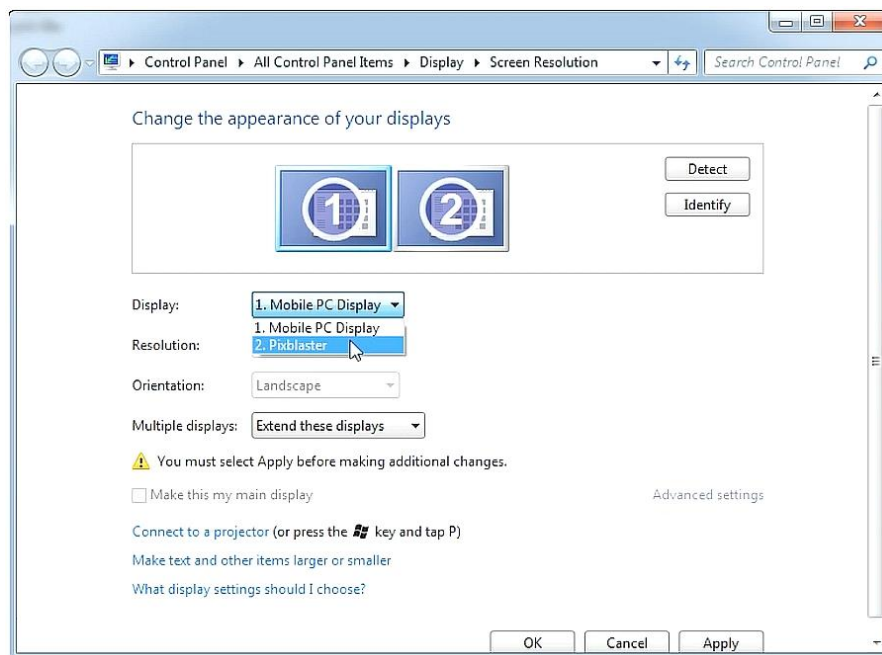 Control Panel ▸ All Control Panel Items ▸ Display ▸ Screen Resolution
Search Control Panel
Change the appearance of your displays
1
2
Detect
Identify
Display:
1. Mobile PC Display
1. Mobile PC Display
2. Pixblaster
Resolution:
Orientation:
Landscape
Multiple displays:
Extend these displays
You must select Apply before making additional changes.
Make this my main display
Advanced settings
Connect to a projector (or press the key and tap P)
Make text and other items larger or smaller
What display settings should I choose?
OK
Cancel
Apply